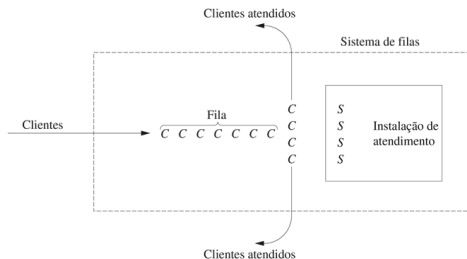 Clientes atendidos
Sistema de filas
Fila
Clientes
C C C C C C C
C
C
C
C
S
S
S
S
Instalação de
atendimento
Clientes atendidos